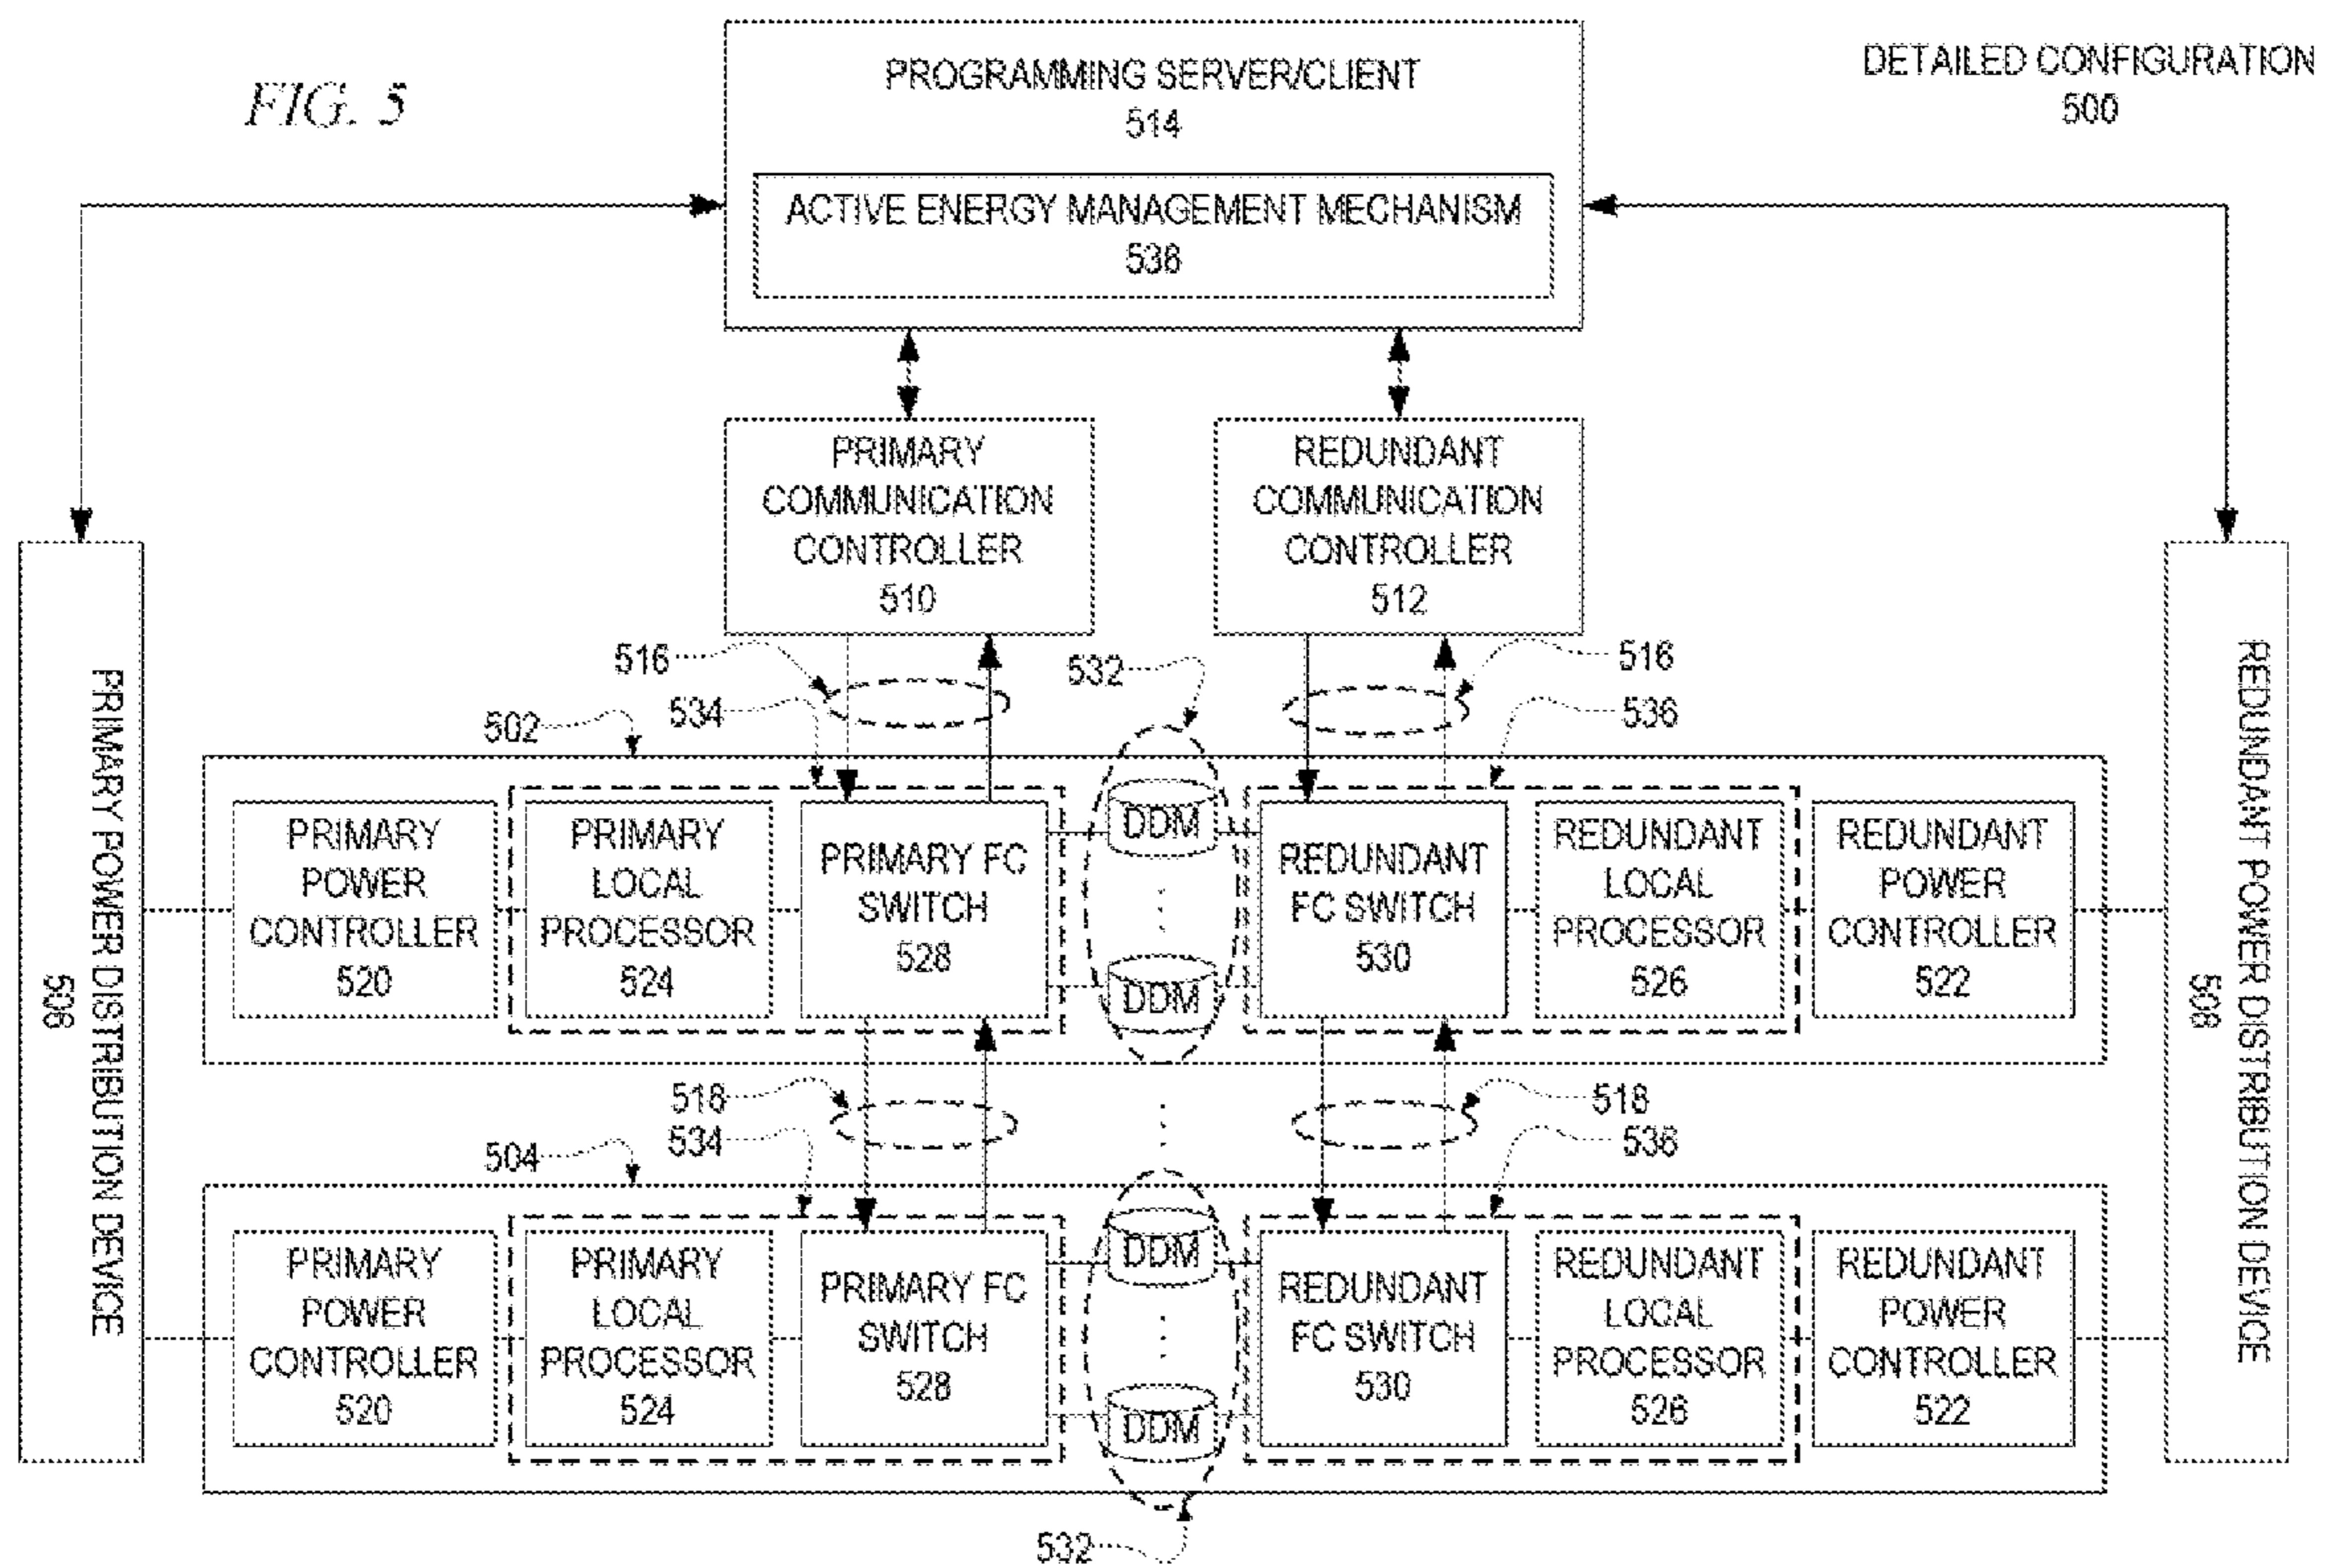 FIG. 5
DETAILED CONFIGURATION
500
PROGRAMMING SERVER/CLIENT
514
ACTIVE ENERGY MANAGEMENT MECHANISM
538
PRIMARY
COMMUNICATION
CONTROLLER
510
REDUNDANT
COMMUNICATION
CONTROLLER
512
516
534
502
532
516
536
PRIMARY POWER DISTRIBUTION DEVICE
506
REDUNDANT POWER DISTRIBUTION DEVICE
508
PRIMARY
POWER
CONTROLLER
520
PRIMARY
LOCAL
PROCESSOR
524
PRIMARY FC
SWITCH
528
DDM
DDM
REDUNDANT
FC SWITCH
530
REDUNDANT
LOCAL
PROCESSOR
526
REDUNDANT
POWER
CONTROLLER
522
518
534
504
518
536
PRIMARY
POWER
CONTROLLER
520
PRIMARY
LOCAL
PROCESSOR
524
PRIMARY FC
SWITCH
528
DDM
DDM
REDUNDANT
FC SWITCH
530
REDUNDANT
LOCAL
PROCESSOR
526
REDUNDANT
POWER
CONTROLLER
522
532